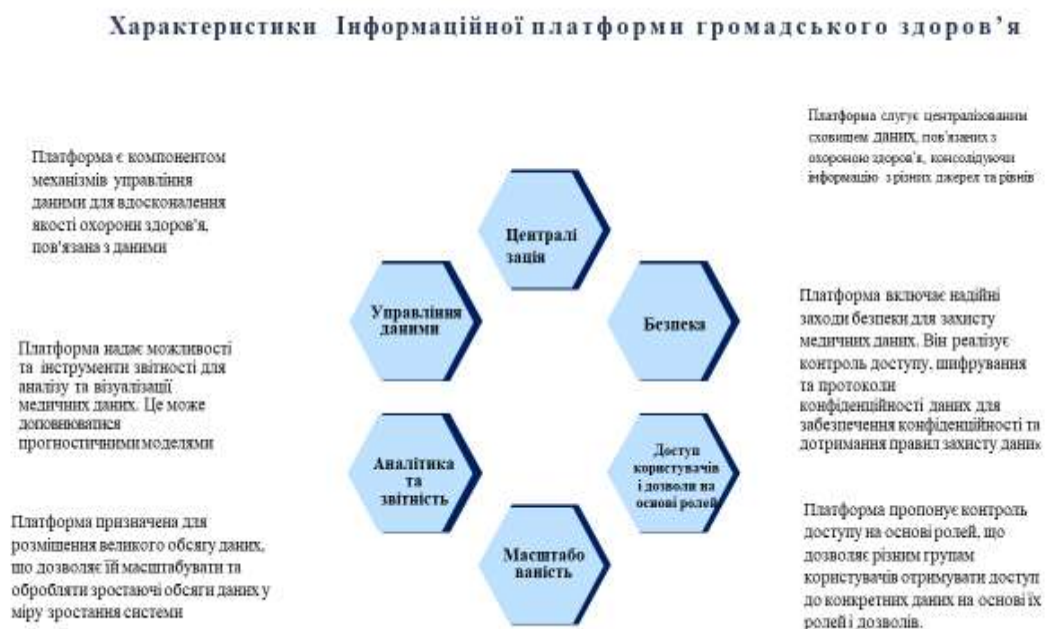 Характеристики Інформаційної платформи громадського здоров’я
Платформа слугує централізованим
сховищем даних, пов'язаних з
охороною здоров'я, консолідуючи
інформацію з різних джерел та рівнів
Платформа є компонентом
механізмів управління
даними для вдосконалення
якості охорони здоров'я,
пов'язана з даними
Централі
зація
Управління
даними
Безпека
Платформа включає надійні
заходи безпеки для захисту
медичних даних. Він реалізує
контроль доступу, шифрування
та протоколи
конфіденційності даних для
забезпечення конфіденційності та
дотримання правил захисту даних
Платформа надає можливості
та інструменти звітності для
аналізу та візуалізації
медичних даних. Це може
доповнюватися
прогностичними моделями
Аналітика
та
звітність
Доступ
користувачів
і дозволи на
основі ролей
Масштабо
ваність
Платформа призначена для
розміщення великого обсягу даних,
що дозволяє їй масштабувати та
обробляти зростаючі обсяги даних у
міру зростання системи
Платформа пропонує контроль
доступу на основі ролей, що
дозволяє різним групам
користувачів отримувати доступ
до конкретних даних на основі їх
ролей і дозволів.